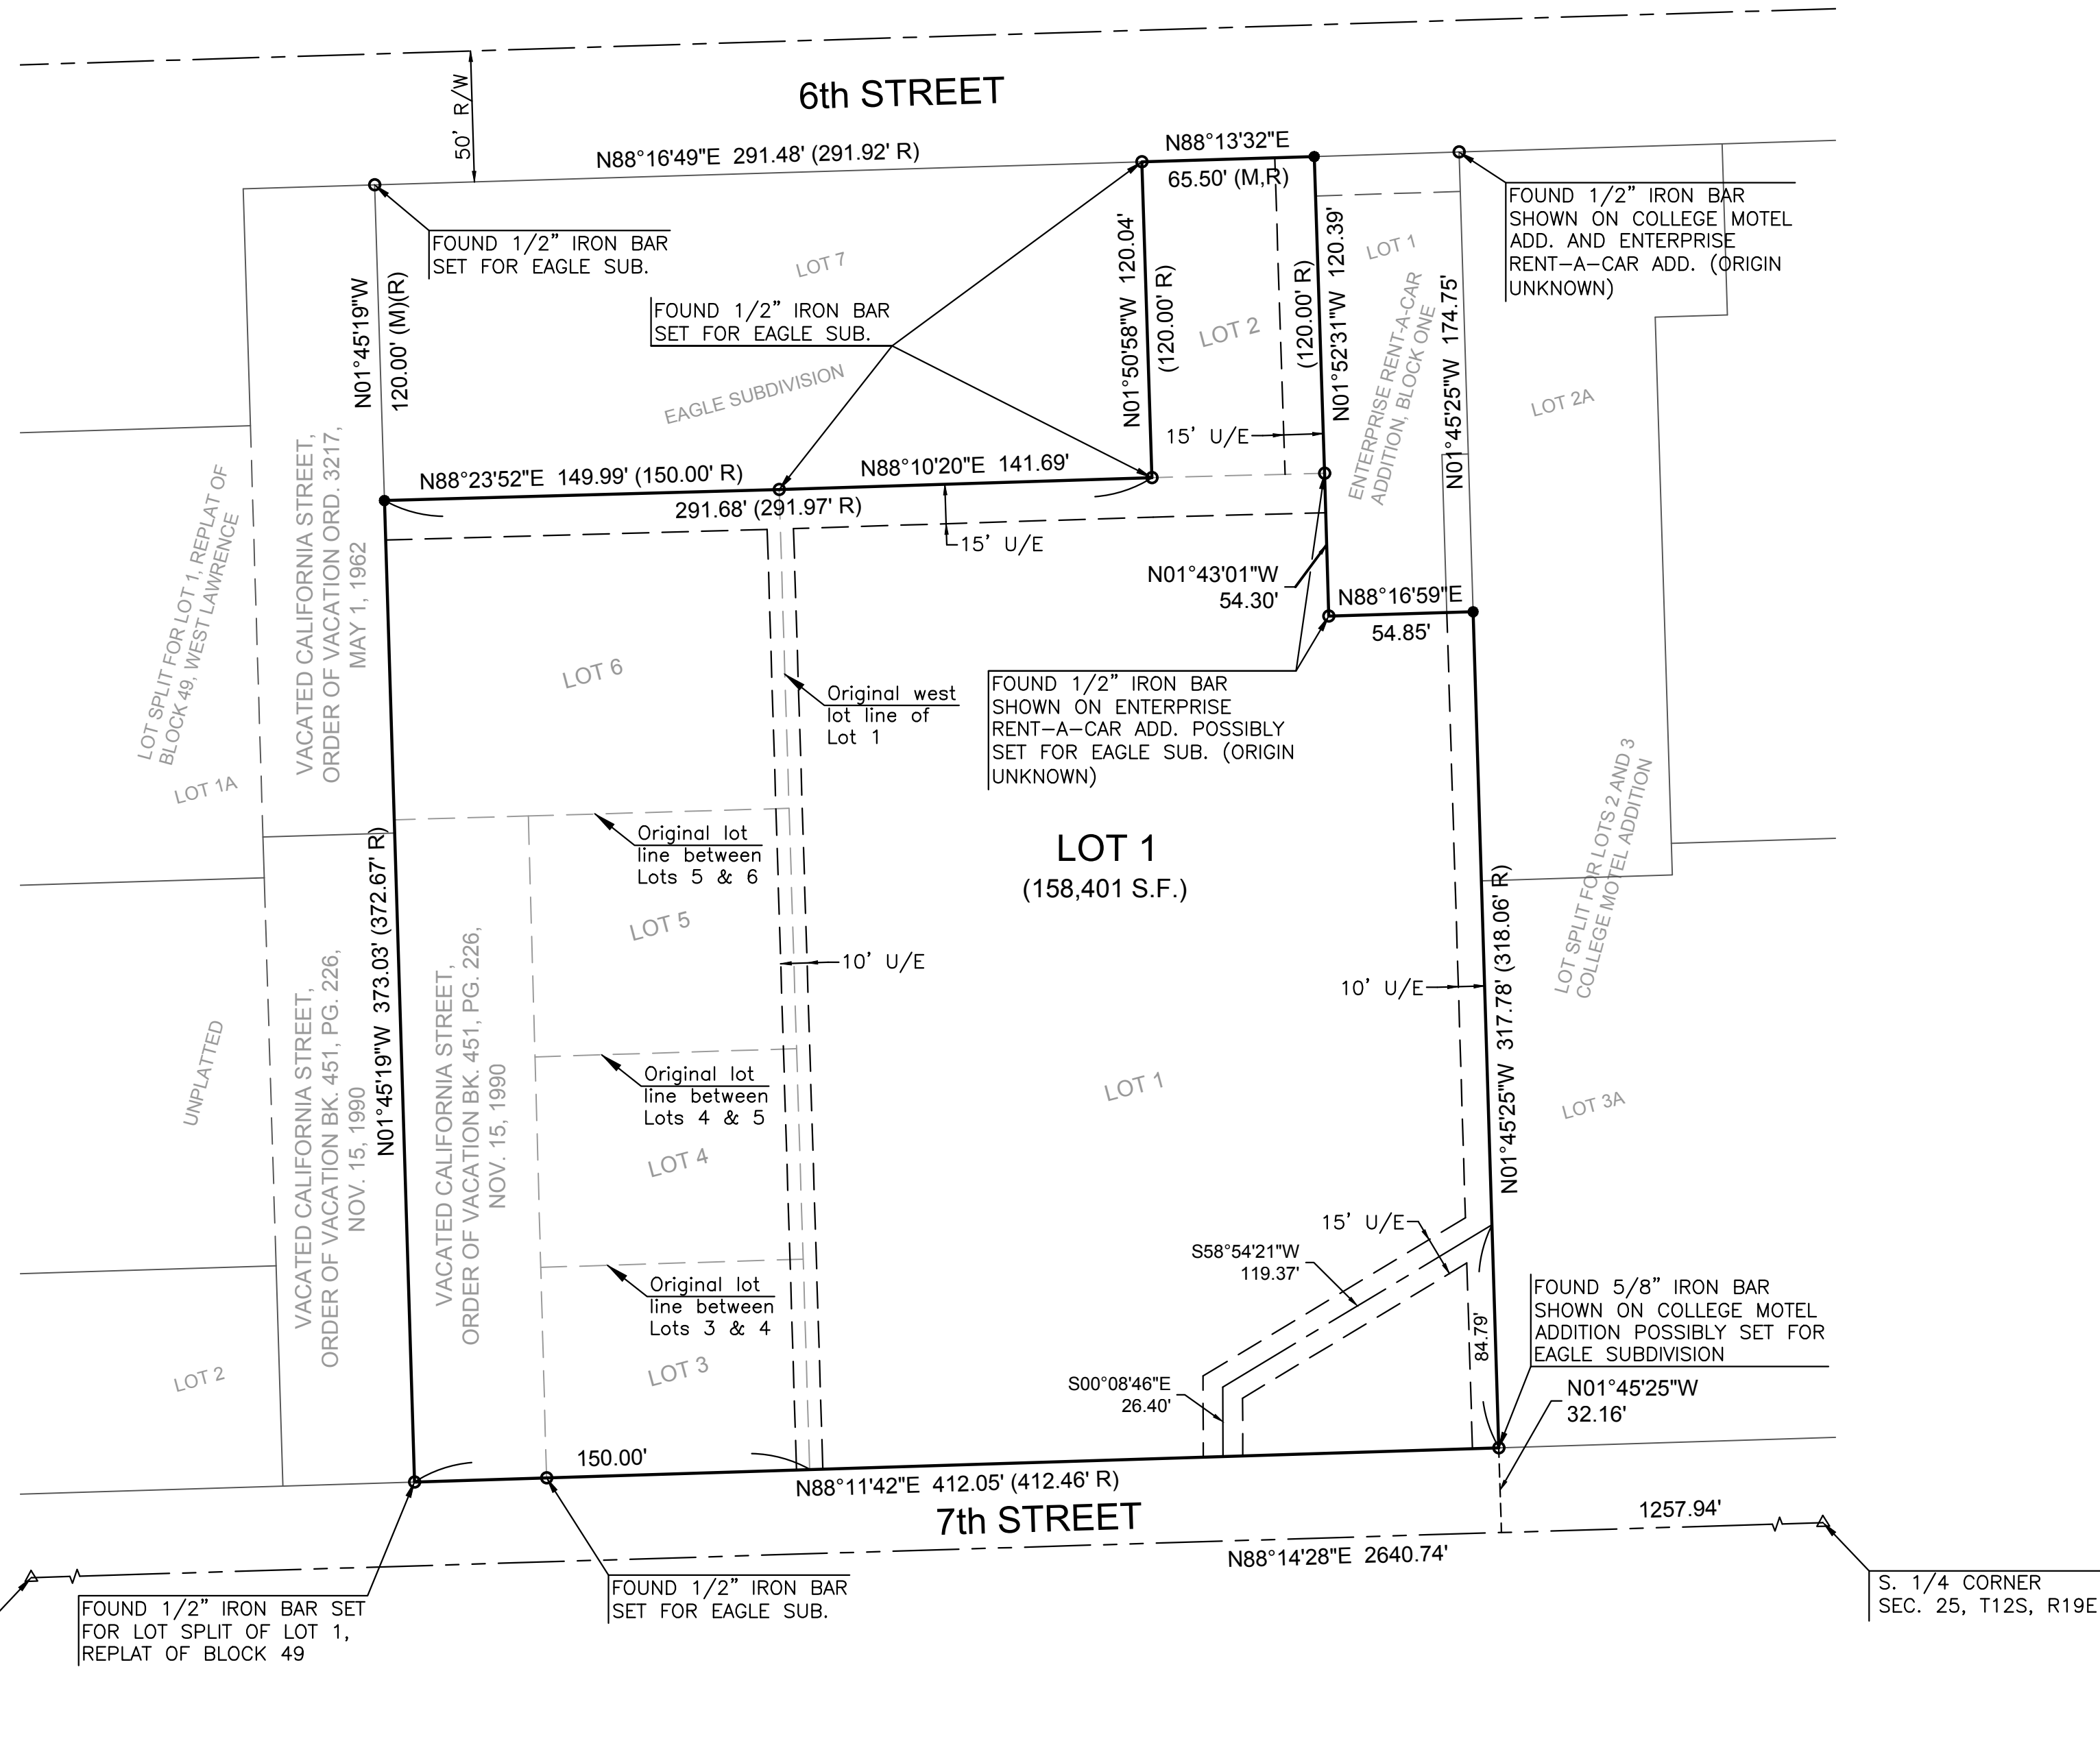 6th STREET
50' R/W
N88°16'49"E 291.48' (291.92' R)
N88°13'32"E
65.50' (M,R)
FOUND 1/2" IRON BAR
SET FOR EAGLE SUB.
FOUND 1/2" IRON BAR
SHOWN ON COLLEGE MOTEL
ADD. AND ENTERPRISE
RENT-A-CAR ADD. (ORIGIN
UNKNOWN)
LOT 7
EAGLE SUBDIVISION
FOUND 1/2" IRON BAR
SET FOR EAGLE SUB.
N01°45'19"W
120.00' (M)(R)
N01°50'58"W 120.04'
(120.00' R)
LOT 2
(120.00' R)
N01°52'31"W 120.39'
LOT 1
ENTERPRISE RENT-A-CAR
ADDITION, BLOCK ONE
N01°45'25"W 174.75'
LOT 2A
15' U/E
N88°23'52"E 149.99' (150.00' R)
N88°10'20"E 141.69'
291.68' (291.97' R)
15' U/E
N01°43'01"W
54.30'
N88°16'59"E
54.85'
LOT SPLIT FOR LOT 1, REPLAT OF
BLOCK 49, WEST LAWRENCE
LOT 1A
VACATED CALIFORNIA STREET,
ORDER OF VACATION ORD. 3217,
MAY 1, 1962
LOT 6
Original west
lot line of
Lot 1
FOUND 1/2" IRON BAR
SHOWN ON ENTERPRISE
RENT-A-CAR ADD. POSSIBLY
SET FOR EAGLE SUB. (ORIGIN
UNKNOWN)
Original lot
line between
Lots 5 & 6
LOT 1
(158,401 S.F.)
LOT 5
10' U/E
10' U/E
N01°45'19"W 373.03' (372.67' R)
N01°45'25"W 317.78' (318.06' R)
LOT SPLIT FOR LOTS 2 AND 3
COLLEGE MOTEL ADDITION
UNPLATTED
VACATED CALIFORNIA STREET,
ORDER OF VACATION BK. 451, PG. 226,
NOV. 15, 1990
VACATED CALIFORNIA STREET,
ORDER OF VACATION BK. 451, PG. 226,
NOV. 15, 1990
Original lot
line between
Lots 4 & 5
LOT 4
LOT 1
LOT 3A
15' U/E
S58°54'21"W
119.37'
Original lot
line between
Lots 3 & 4
LOT 3
LOT 2
S00°08'46"E
26.40'
84.79'
FOUND 5/8" IRON BAR
SHOWN ON COLLEGE MOTEL
ADDITION POSSIBLY SET FOR
EAGLE SUBDIVISION
N01°45'25"W
32.16'
150.00'
N88°11'42"E 412.05' (412.46' R)
7th STREET
1257.94'
N88°14'28"E 2640.74'
FOUND 1/2" IRON BAR SET
FOR LOT SPLIT OF LOT 1,
REPLAT OF BLOCK 49
FOUND 1/2" IRON BAR
SET FOR EAGLE SUB.
S. 1/4 CORNER
SEC. 25, T12S, R19E